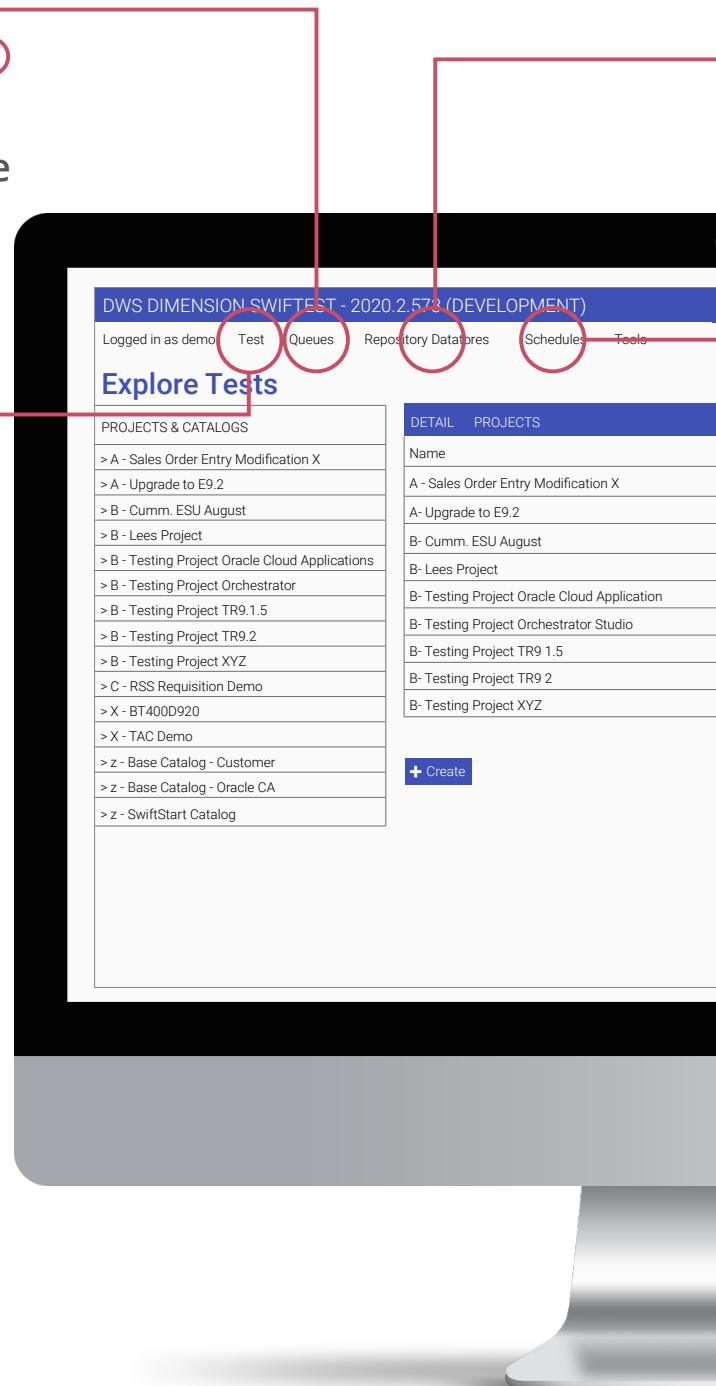 e
DWS DIMENSION SWIFTEST - 2020.2.573 (DEVELOPMENT)
Logged in as demo Test Queues Repository Datatores Schedules Tools
Explore Tests
PROJECTS & CATALOGS
> A - Sales Order Entry Modification X
> A - Upgrade to E9.2
> B - Cumm. ESU August
> B - Lees Project
> B - Testing Project Oracle Cloud Applications
> B - Testing Project Orchestrator
> B - Testing Project TR9.1.5
> B - Testing Project TR9.2
> B - Testing Project XYZ
> C - RSS Requisition Demo
> X - BT400D920
> X - TAC Demo
> z - Base Catalog - Customer
> z - Base Catalog - Oracle CA
> z - SwiftStart Catalog
DETAIL PROJECTS
Name
A - Sales Order Entry Modification X
A- Upgrade to E9.2
B- Cumm. ESU August
B- Lees Project
B- Testing Project Oracle Cloud Application
B- Testing Project Orchestrator Studio
B- Testing Project TR9 1.5
B- Testing Project TR9 2
B- Testing Project XYZ
+ Create